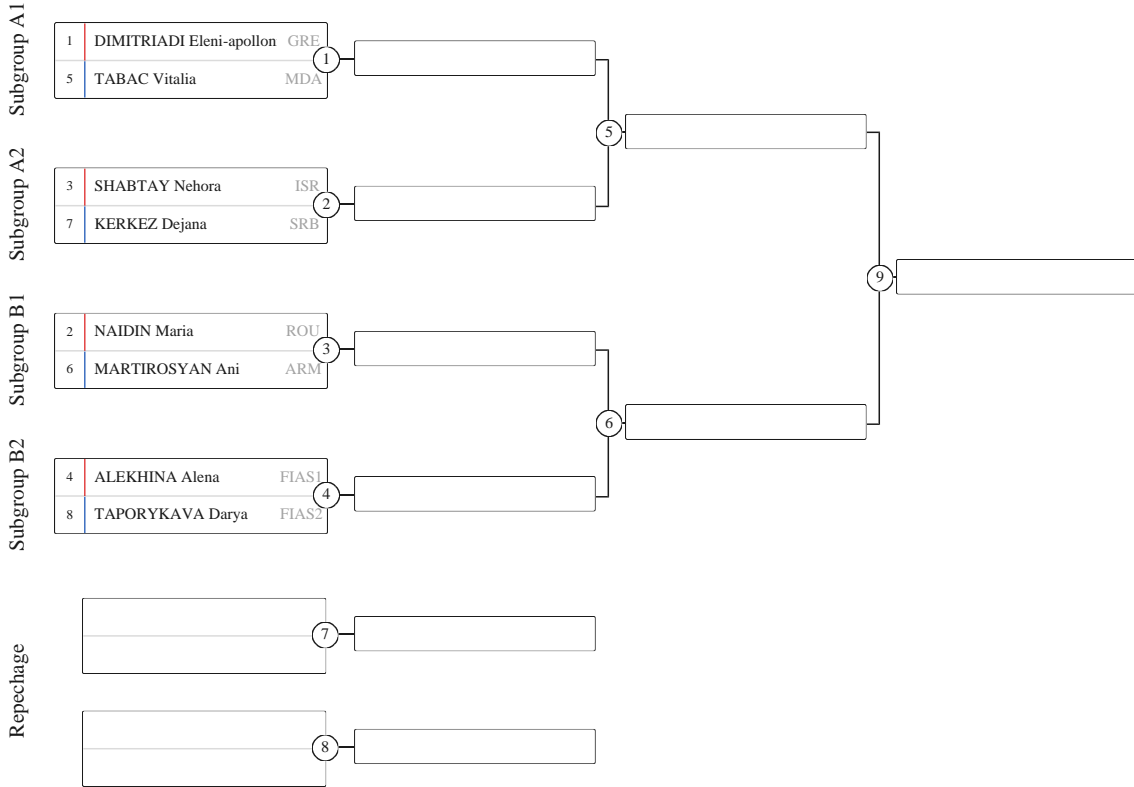 Subgroup A1
1 DIMITRIADI Eleni-apollon GRE
5 TABAC Vitalia MDA
1
Subgroup A2
3 SHABTAY Nehora ISR
7 KERKEZ Dejana SRB
2
5
Subgroup B1
2 NAIDIN Maria ROU
6 MARTIROSYAN Ani ARM
3
Subgroup B2
4 ALEKHINA Alena FIAS1
8 TAPORYKAVA Darya FIAS2
4
6
9
Repechage
7
8